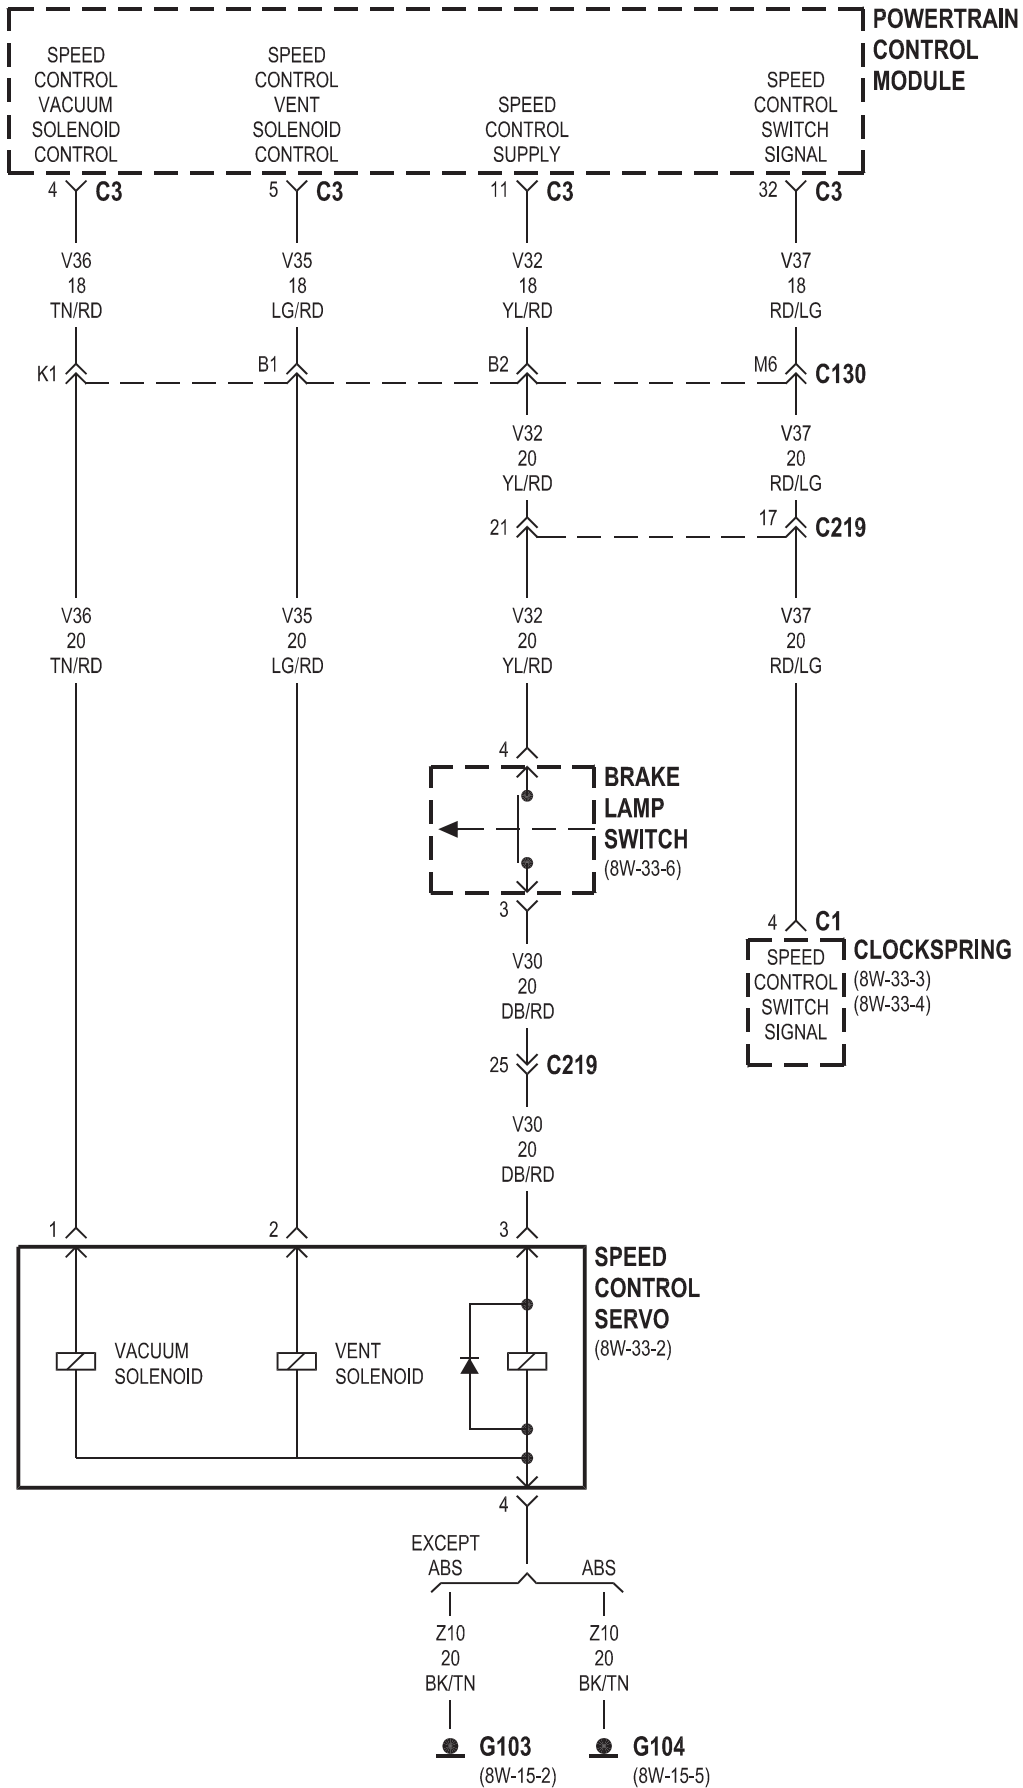 POWERTRAIN
CONTROL
MODULE
SPEED
CONTROL
VACUUM
SOLENOID
CONTROL
SPEED
CONTROL
VENT
SOLENOID
CONTROL
SPEED
CONTROL
SUPPLY
SPEED
CONTROL
SWITCH
SIGNAL
4 C3
5 C3
11 C3
32 C3
V36
18
TN/RD
V35
18
LG/RD
V32
18
YL/RD
V37
18
RD/LG
K1
B1
B2
M6 C130
V32
20
YL/RD
V37
20
RD/LG
21
17 C219
V36
20
TN/RD
V35
20
LG/RD
V32
20
YL/RD
V37
20
RD/LG
4
BRAKE
LAMP
SWITCH
(8W-33-6)
3
4 C1
CLOCKSPRING
(8W-33-3)
(8W-33-4)
SPEED
CONTROL
SWITCH
SIGNAL
V30
20
DB/RD
25 C219
V30
20
DB/RD
1
2
3
SPEED
CONTROL
SERVO
(8W-33-2)
VACUUM
SOLENOID
VENT
SOLENOID
4
EXCEPT
ABS
ABS
Z10
20
BK/TN
Z10
20
BK/TN
G103
(8W-15-2)
G104
(8W-15-5)